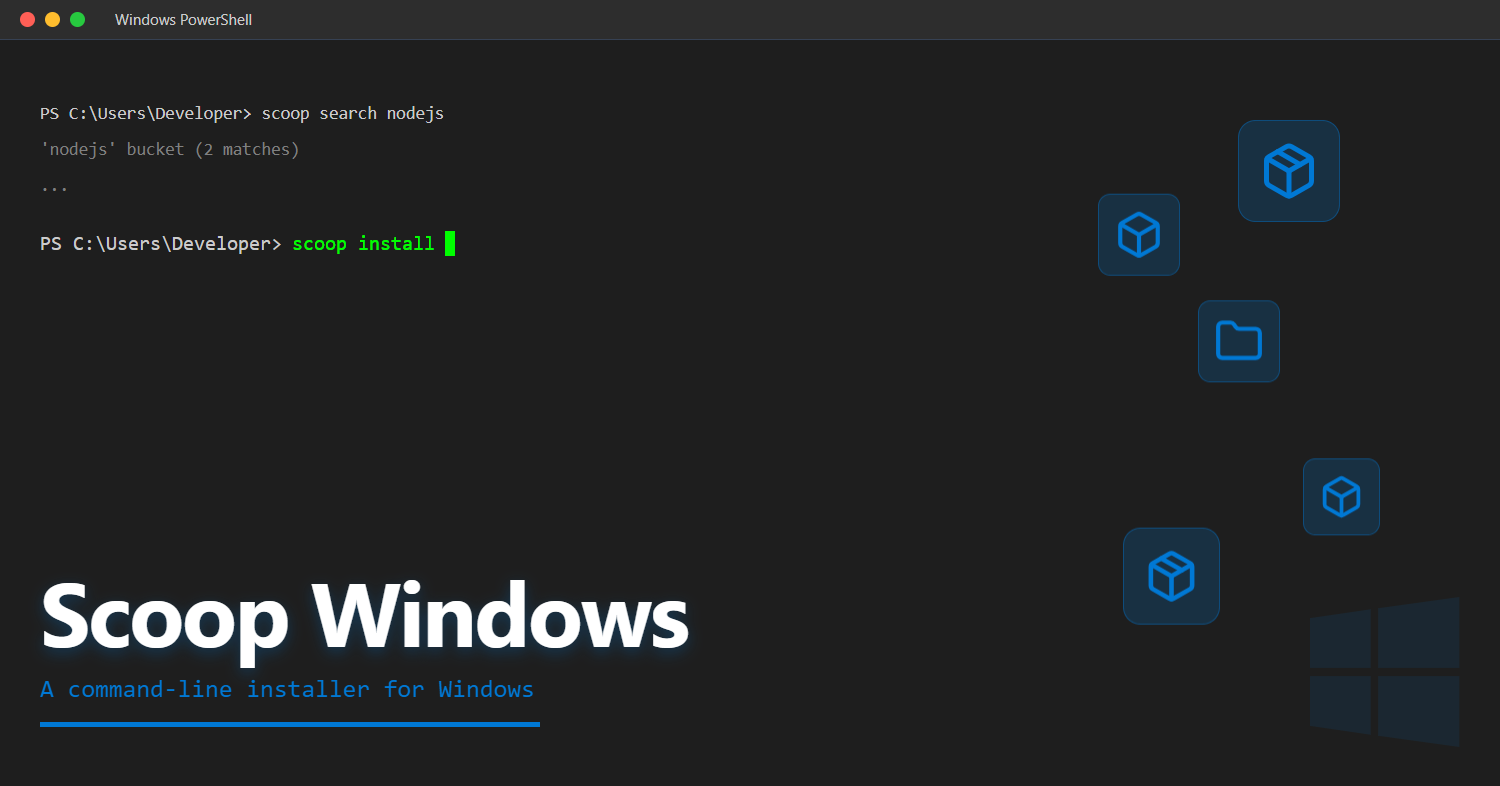 Windows PowerShell
PS C:\Users\Developer> scoop search nodejs
'nodejs' bucket (2 matches)
...
PS C:\Users\Developer> scoop install
Scoop Windows
A command-line installer for Windows